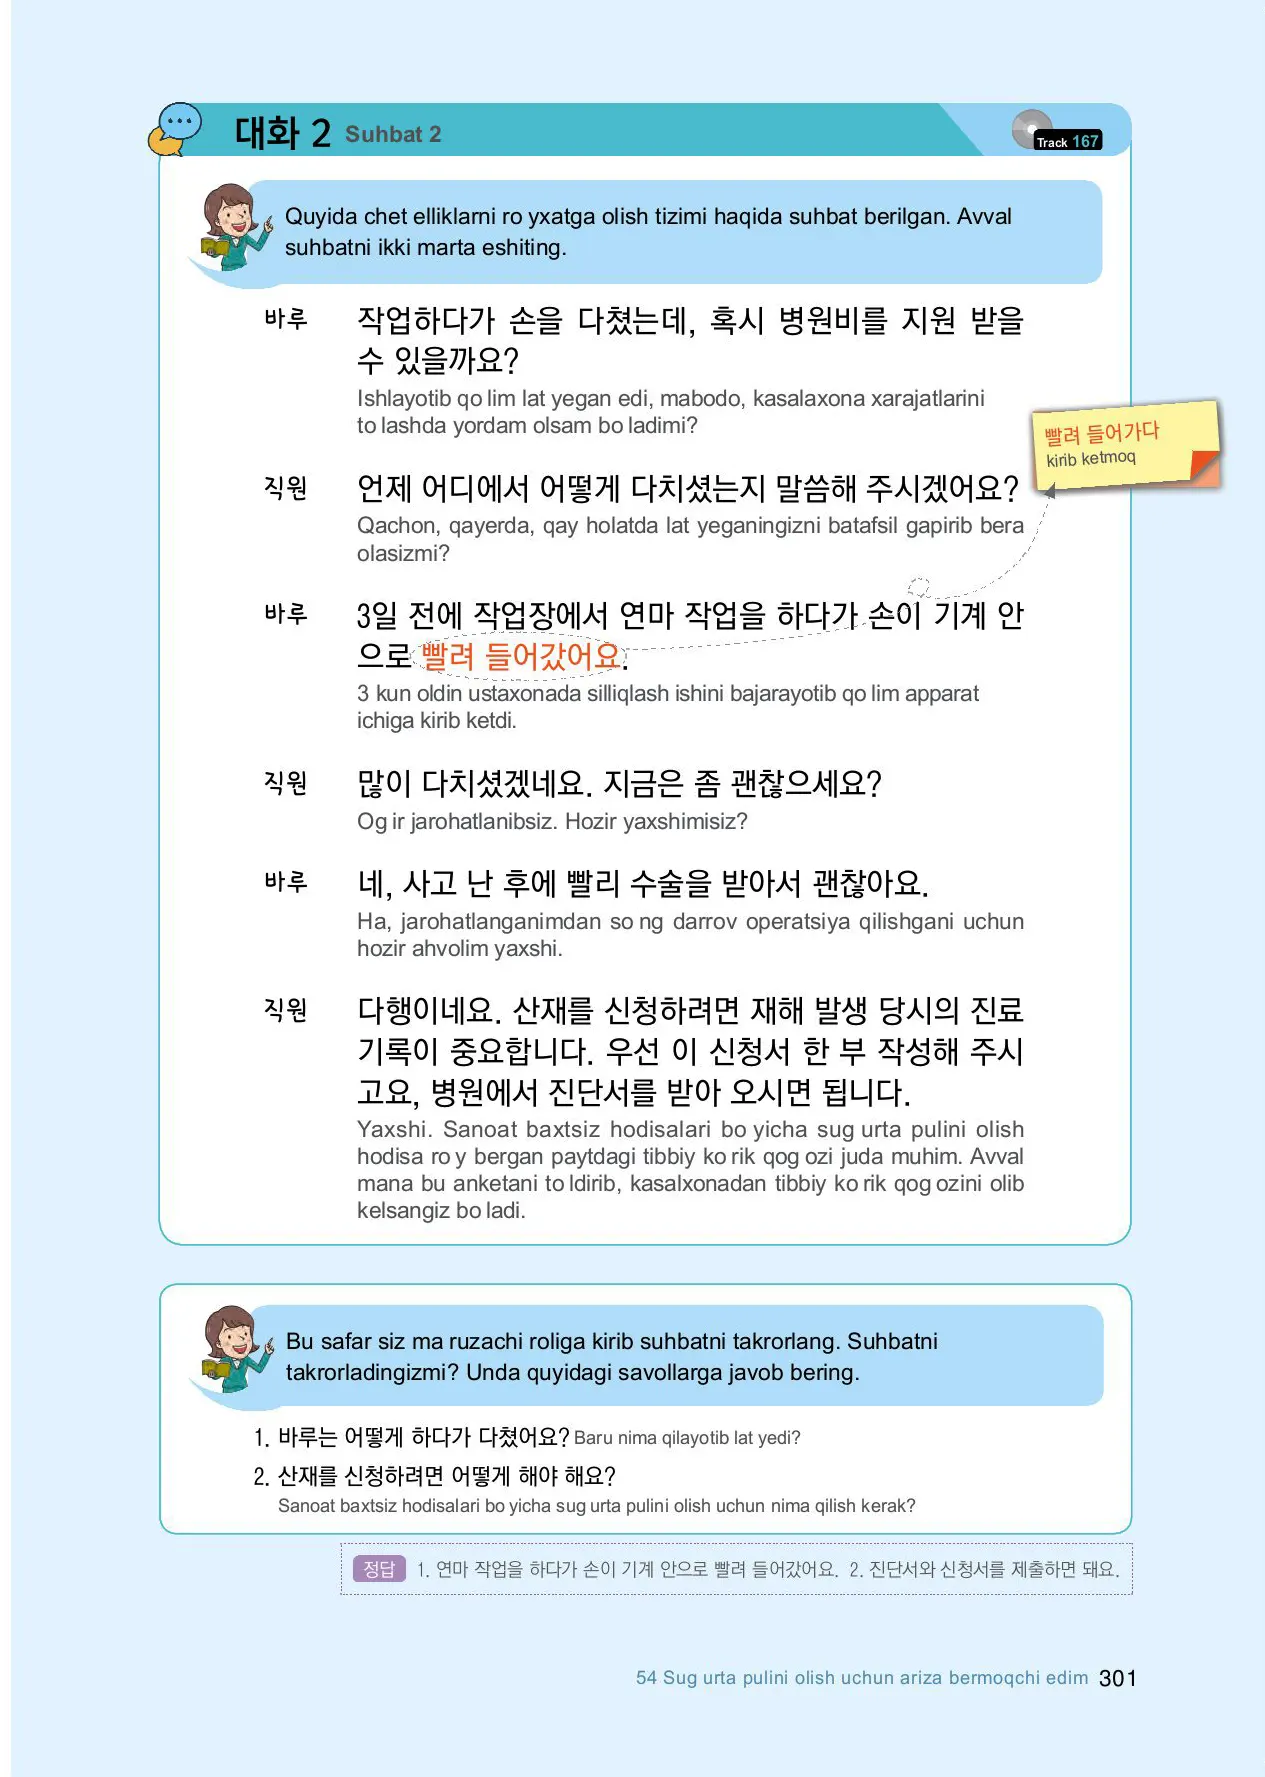 대화 2 Suhbat 2
Track 167
Quyida chet elliklarni ro yxatga olish tizimi haqida suhbat berilgan. Avval
suhbatni ikki marta eshiting.
바루 작업하다가 손을 다쳤는데, 혹시 병원비를 지원 받을
수 있을까요?
Ishlayotib qo lim lat yegan edi, mabodo, kasalaxona xarajatlarini
to lashda yordam olsam bo ladimi?
빨려 들어가다
kirib ketmoq
직원 언제 어디에서 어떻게 다치셨는지 말씀해 주시겠어요?
Qachon, qayerda, qay holatda lat yeganingizni batafsil gapirib bera
olasizmi?
바루 3일 전에 작업장에서 연마 작업을 하다가 손이 기계 안
으로 빨려 들어갔어요.
3 kun oldin ustaxonada silliqlash ishini bajarayotib qo lim apparat
ichiga kirib ketdi.
직원 많이 다치셨겠네요. 지금은 좀 괜찮으세요?
Og ir jarohatlanibsiz. Hozir yaxshimisiz?
바루 네, 사고 난 후에 빨리 수술을 받아서 괜찮아요.
Ha, jarohatlanganimdan so ng darrov operatsiya qilishgani uchun
hozir ahvolim yaxshi.
직원 다행이네요. 산재를 신청하려면 재해 발생 당시의 진료
기록이 중요합니다. 우선 이 신청서 한 부 작성해 주시
고요, 병원에서 진단서를 받아 오시면 됩니다.
Yaxshi. Sanoat baxtsiz hodisalari bo yicha sug urta pulini olish
hodisa ro y bergan paytdagi tibbiy ko rik qog ozi juda muhim. Avval
mana bu anketani to ldirib, kasalxonadan tibbiy ko rik qog ozini olib
kelsangiz bo ladi.
Bu safar siz ma ruzachi roliga kirib suhbatni takrorlang. Suhbatni
takrorladingizmi? Unda quyidagi savollarga javob bering.
1. 바루는 어떻게 하다가 다쳤어요? Baru nima qilayotib lat yedi?
2. 산재를 신청하려면 어떻게 해야 해요?
Sanoat baxtsiz hodisalari bo yicha sug urta pulini olish uchun nima qilish kerak?
정답 1. 연마 작업을 하다가 손이 기계 안으로 빨려 들어갔어요. 2. 진단서와 신청서를 제출하면 돼요.
54 Sug urta pulini olish uchun ariza bermoqchi edim 301